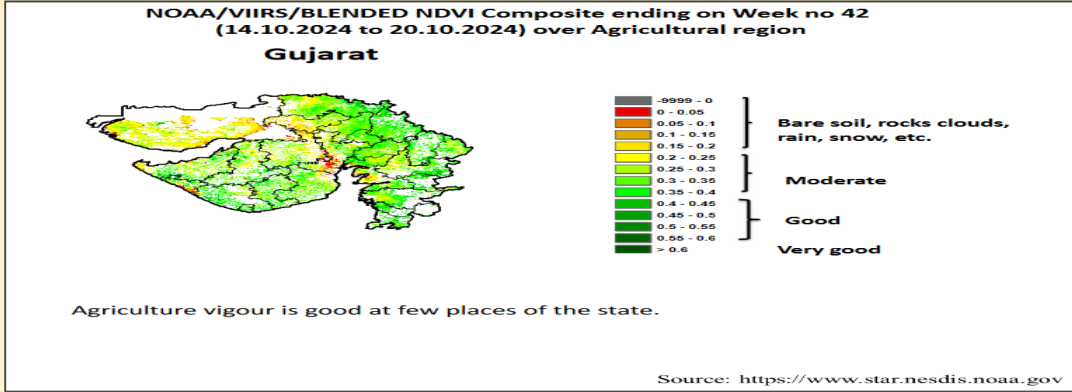 NOAA/VIIRS/BLENDED NDVI Composite ending on Week no 42
(14.10.2024 to 20.10.2024) over Agricultural region
Gujarat
-9999 - 0
0 - 0.05
0.05 - 0.1
0.1 - 0.15
0.15 - 0.2
0.2 - 0.25
0.25 - 0.3
0.3 - 0.35
0.35 - 0.4
0.4 - 0.45
0.45 - 0.5
0.5 - 0.55
0.55 - 0.6
> 0.6
Bare soil, rocks clouds,
rain, snow, etc.
Moderate
Good
Very good
Agriculture vigour is good at few places of the state.
Source: https://www.star.nesdis.noaa.gov